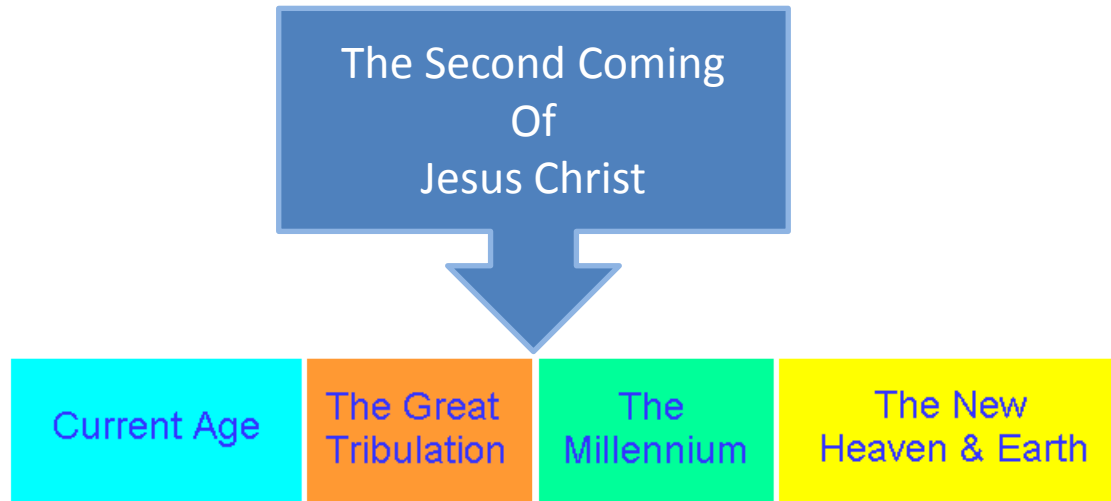 The Second Coming
Of
Jesus Christ
Current Age
The Great
Tribulation
The
Millennium
The New
Heaven & Earth